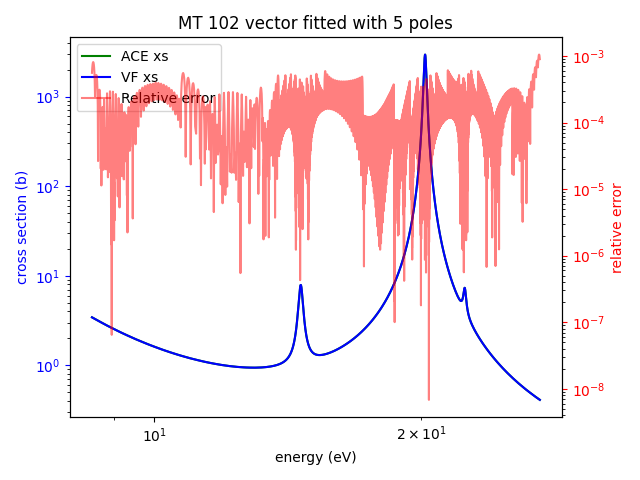 MT 102 vector fitted with 5 poles
ACE xs
VF xs
Relative error
cross section (b)
10³
10²
10¹
10⁰
10⁻³
10⁻⁴
10⁻⁵
10⁻⁶
10⁻⁷
10⁻⁸
relative error
10¹
2 × 10¹
energy (eV)